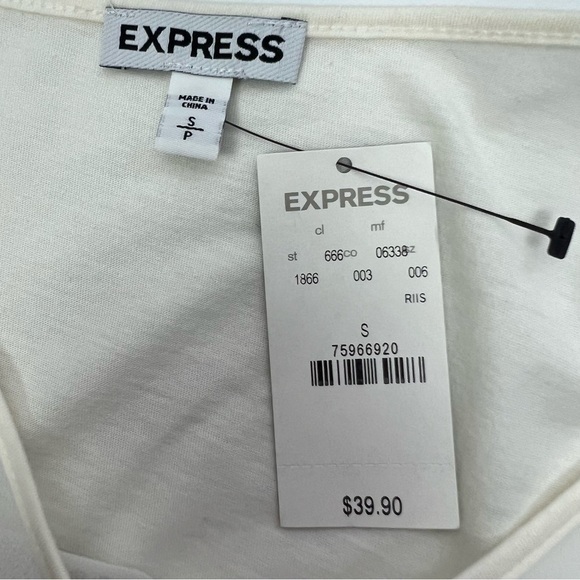 EXPRESS
MADE IN
CHINA
S
P
EXPRESS
cl mf
st 666 co 06338 sz
1866 003 006
RIIS
S
75966920
EXPRESS
$39.90